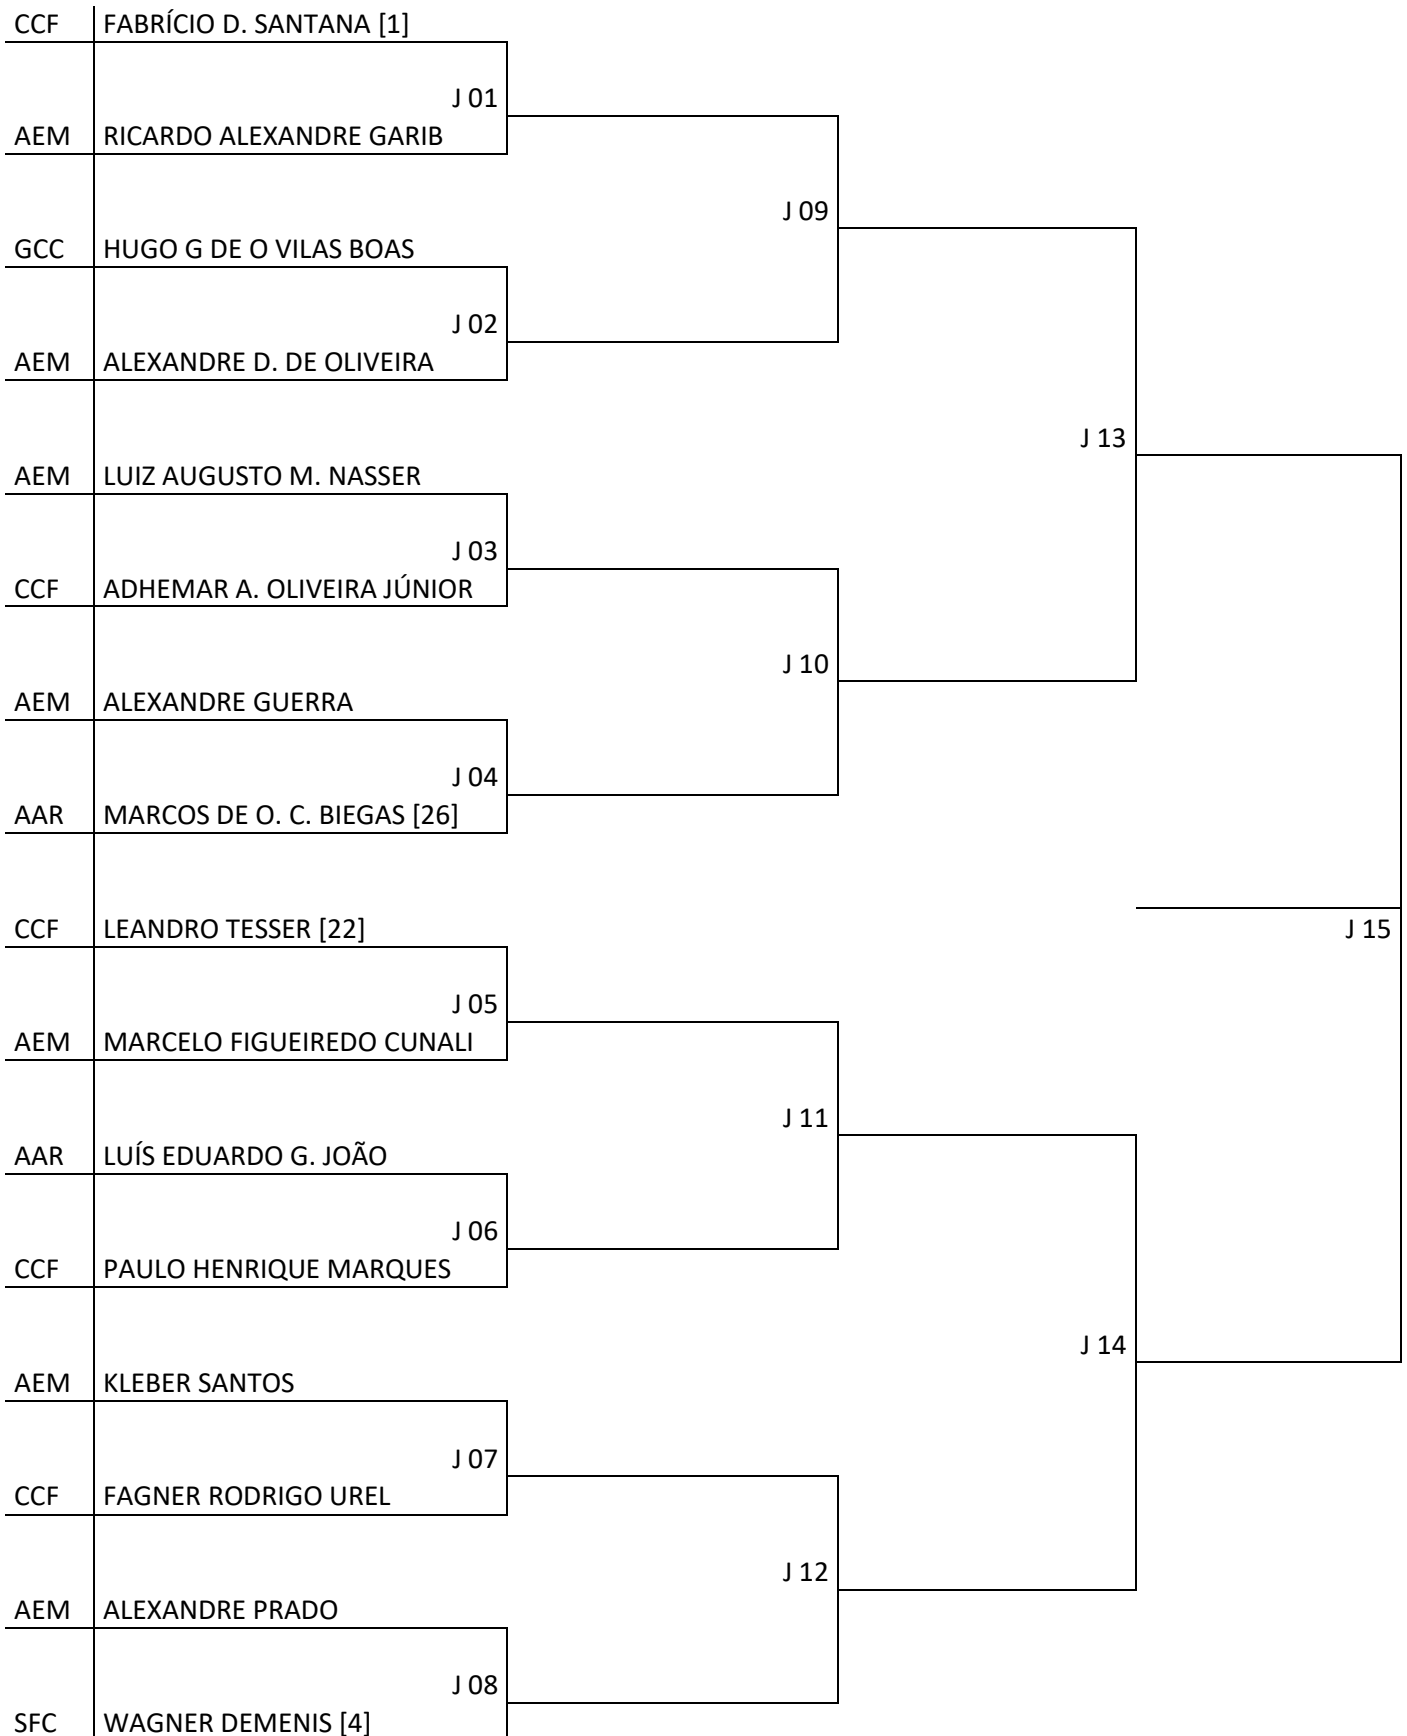 CCF FABRÍCIO D. SANTANA [1]
J 01
AEM RICARDO ALEXANDRE GARIB
J 09
GCC HUGO G DE O VILAS BOAS
J 02
AEM ALEXANDRE D. DE OLIVEIRA
J 13
AEM LUIZ AUGUSTO M. NASSER
J 03
CCF ADHEMAR A. OLIVEIRA JÚNIOR
J 10
AEM ALEXANDRE GUERRA
J 04
AAR MARCOS DE O. C. BIEGAS [26]
CCF LEANDRO TESSER [22]
J 15
J 05
AEM MARCELO FIGUEIREDO CUNALI
J 11
AAR LUÍS EDUARDO G. JOÃO
J 06
CCF PAULO HENRIQUE MARQUES
J 14
AEM KLEBER SANTOS
J 07
CCF FAGNER RODRIGO UREL
J 12
AEM ALEXANDRE PRADO
J 08
SFC WAGNER DEMENIS [4]